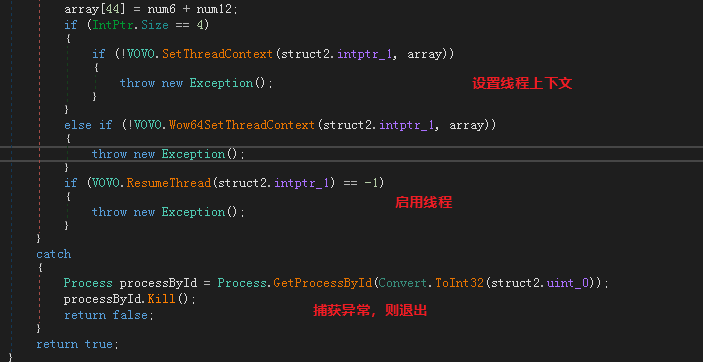 array[44] = num6 + num12;
if (IntPtr.Size == 4)
{
if (!VOVO.SetThreadContext(struct2.intptr_1, array))
{
throw new Exception();
设置线程上下文
}
}
else if (!VOVO.Wow64SetThreadContext(struct2.intptr_1, array))
{
throw new Exception();
}
if (VOVO.ResumeThread(struct2.intptr_1) == -1)
{
启用线程
throw new Exception();
}
}
catch
{
Process processById = Process.GetProcessById(Convert.ToInt32(struct2.uint_0));
processById.Kill();
return false;
捕获异常，则退出
}
return true;
}